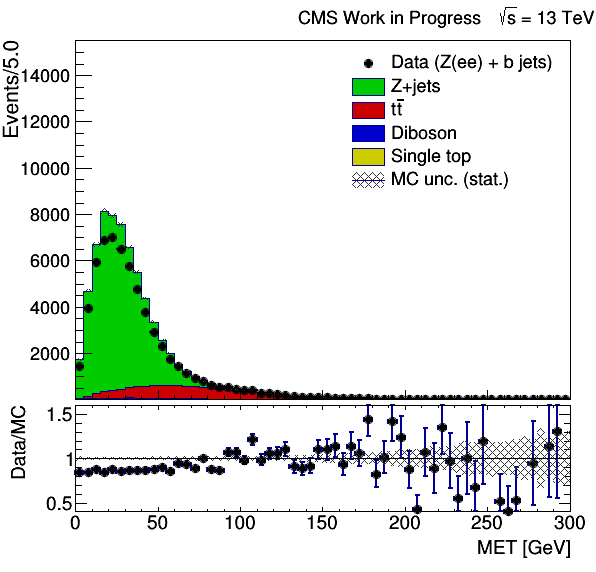 CMS Work in Progress √s = 13 TeV
Events/5.0
14000
12000
10000
8000
6000
4000
2000
Data (Z(ee) + b jets)
Z+jets
tt̄
Diboson
Single top
MC unc. (stat.)
Data/MC
1.5
1
0.5
0 50 100 150 200 250 300
MET [GeV]